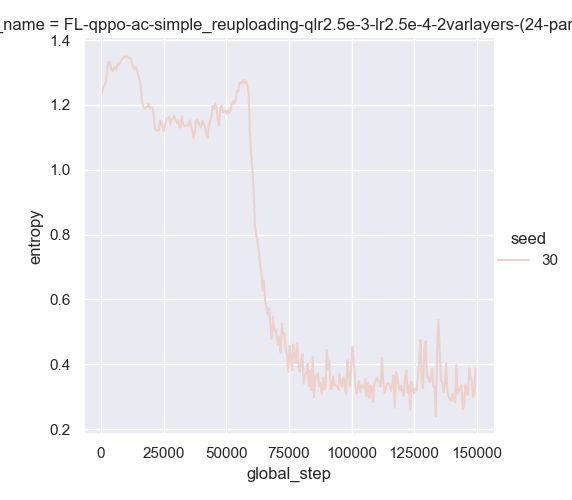 _name = FL-qppo-ac-simple_reuploading-qlr2.5e-3-lr2.5e-4-2varlayers-(24-par
1.4
1.2
1.0
0.8
0.6
0.4
0.2
entropy
0 25000 50000 75000 100000 125000 150000
global_step
seed
30